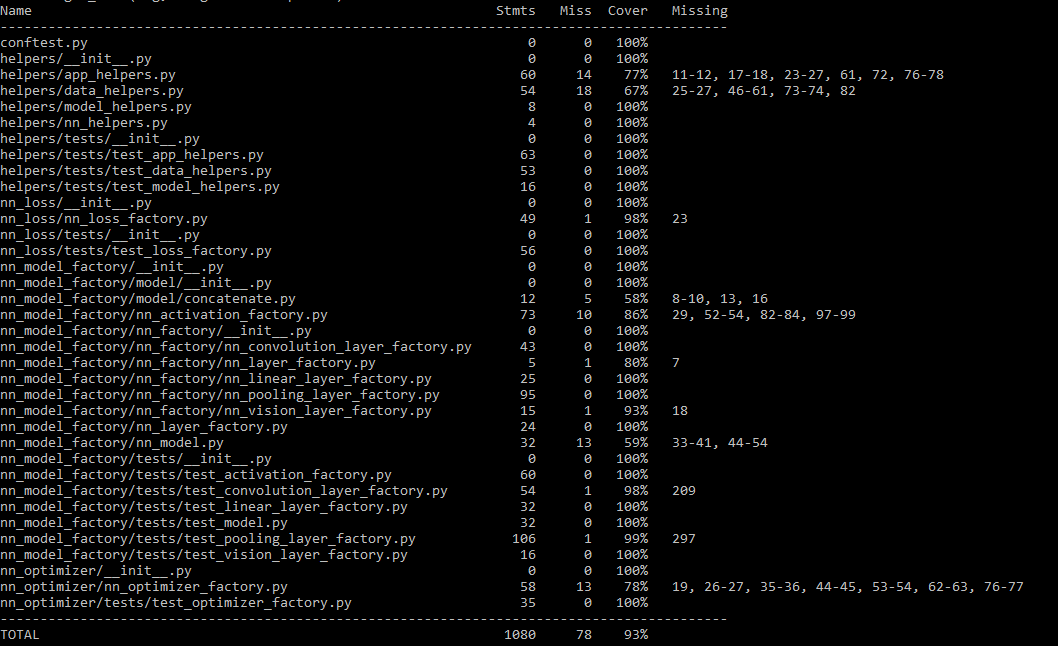 Name Stmts Miss Cover Missing
-------------------------------------------------------------------------------------------
conftest.py 0 0 100%
helpers/__init__.py 0 0 100%
helpers/app_helpers.py 60 14 77% 11-12, 17-18, 23-27, 61, 72, 76-78
helpers/data_helpers.py 54 18 67% 25-27, 46-61, 73-74, 82
helpers/model_helpers.py 8 0 100%
helpers/nn_helpers.py 4 0 100%
helpers/tests/__init__.py 0 0 100%
helpers/tests/test_app_helpers.py 63 0 100%
helpers/tests/test_data_helpers.py 53 0 100%
helpers/tests/test_model_helpers.py 16 0 100%
nn_loss/__init__.py 0 0 100%
nn_loss/nn_loss_factory.py 49 1 98% 23
nn_loss/tests/__init__.py 0 0 100%
nn_loss/tests/test_loss_factory.py 56 0 100%
nn_model_factory/__init__.py 0 0 100%
nn_model_factory/model/__init__.py 0 0 100%
nn_model_factory/model/concatenate.py 12 5 58% 8-10, 13, 16
nn_model_factory/nn_activation_factory.py 73 10 86% 29, 52-54, 82-84, 97-99
nn_model_factory/nn_factory/__init__.py 0 0 100%
nn_model_factory/nn_factory/nn_convolution_layer_factory.py 43 0 100%
nn_model_factory/nn_factory/nn_layer_factory.py 5 1 80% 7
nn_model_factory/nn_factory/nn_linear_layer_factory.py 25 0 100%
nn_model_factory/nn_factory/nn_pooling_layer_factory.py 95 0 100%
nn_model_factory/nn_factory/nn_vision_layer_factory.py 15 1 93% 18
nn_model_factory/nn_layer_factory.py 24 0 100%
nn_model_factory/nn_model.py 32 13 59% 33-41, 44-54
nn_model_factory/tests/__init__.py 0 0 100%
nn_model_factory/tests/test_activation_factory.py 60 0 100%
nn_model_factory/tests/test_convolution_layer_factory.py 54 1 98% 209
nn_model_factory/tests/test_linear_layer_factory.py 32 0 100%
nn_model_factory/tests/test_model.py 32 0 100%
nn_model_factory/tests/test_pooling_layer_factory.py 106 1 99% 297
nn_model_factory/tests/test_vision_layer_factory.py 16 0 100%
nn_optimizer/__init__.py 0 0 100%
nn_optimizer/nn_optimizer_factory.py 58 13 78% 19, 26-27, 35-36, 44-45, 53-54, 62-63, 76-77
nn_optimizer/tests/test_optimizer_factory.py 35 0 100%
-------------------------------------------------------------------------------------------
TOTAL 1080 78 93%